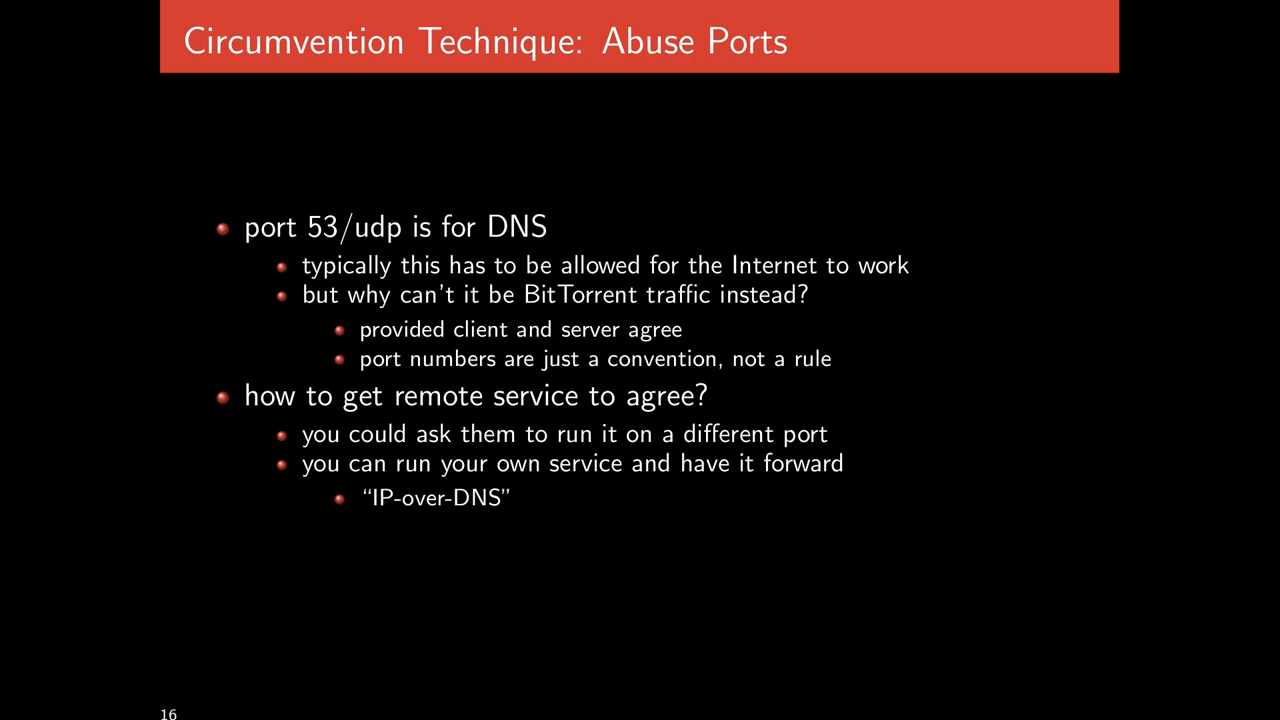 Circumvention Technique: Abuse Ports
port 53/udp is for DNS
typically this has to be allowed for the Internet to work
but why can't it be BitTorrent traffic instead?
provided client and server agree
port numbers are just a convention, not a rule
how to get remote service to agree?
you could ask them to run it on a different port
you can run your own service and have it forward
“IP-over-DNS”
16